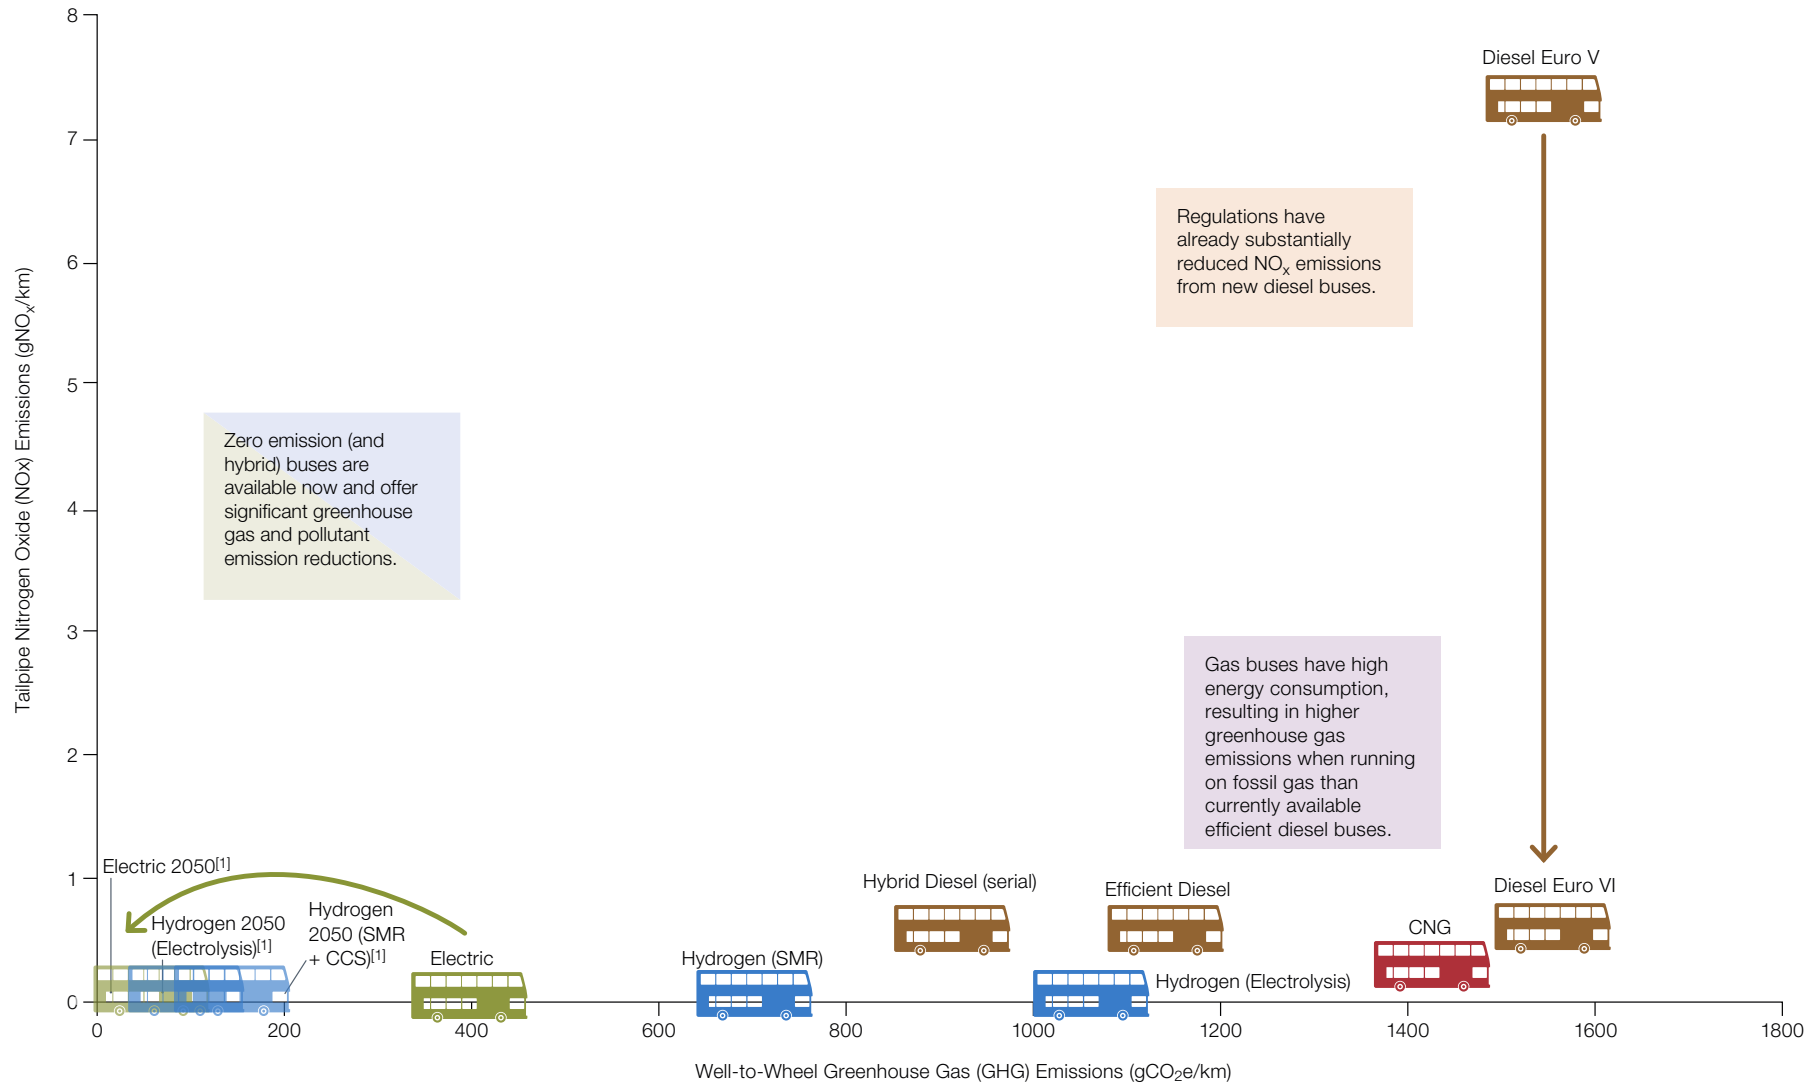 8
7
6
5
4
3
2
1
0
Tailpipe Nitrogen Oxide (NOx) Emissions (gNOx/km)
Diesel Euro V
Regulations have
already substantially
reduced NOx emissions
from new diesel buses.
Zero emission (and
hybrid) buses are
available now and offer
significant greenhouse
gas and pollutant
emission reductions.
Gas buses have high
energy consumption,
resulting in higher
greenhouse gas
emissions when running
on fossil gas than
currently available
efficient diesel buses.
Electric 2050[1]
Hydrogen 2050
(Electrolysis)[1]
Hydrogen
2050 (SMR
+ CCS)[1]
Electric
Hydrogen (SMR)
Hybrid Diesel (serial)
Efficient Diesel
Hydrogen (Electrolysis)
CNG
Diesel Euro VI
0 200 400 600 800 1000 1200 1400 1600 1800
Well-to-Wheel Greenhouse Gas (GHG) Emissions (gCO2e/km)